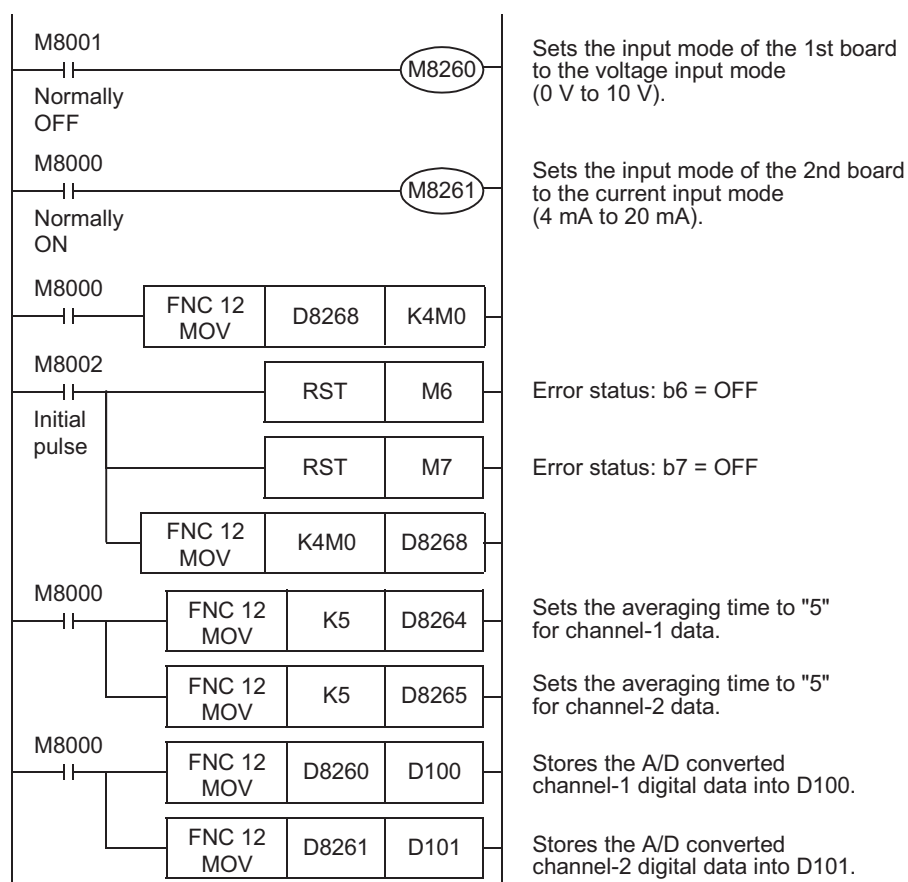 M8001
M8260
Normally
OFF
Sets the input mode of the 1st board
to the voltage input mode
(0 V to 10 V).
M8000
M8261
Normally
ON
Sets the input mode of the 2nd board
to the current input mode
(4 mA to 20 mA).
M8000
FNC 12
MOV
D8268
K4M0
M8002
Initial
pulse
RST
M6
Error status: b6 = OFF
RST
M7
Error status: b7 = OFF
FNC 12
MOV
K4M0
D8268
M8000
FNC 12
MOV
K5
D8264
Sets the averaging time to "5"
for channel-1 data.
FNC 12
MOV
K5
D8265
Sets the averaging time to "5"
for channel-2 data.
M8000
FNC 12
MOV
D8260
D100
Stores the A/D converted
channel-1 digital data into D100.
FNC 12
MOV
D8261
D101
Stores the A/D converted
channel-2 digital data into D101.